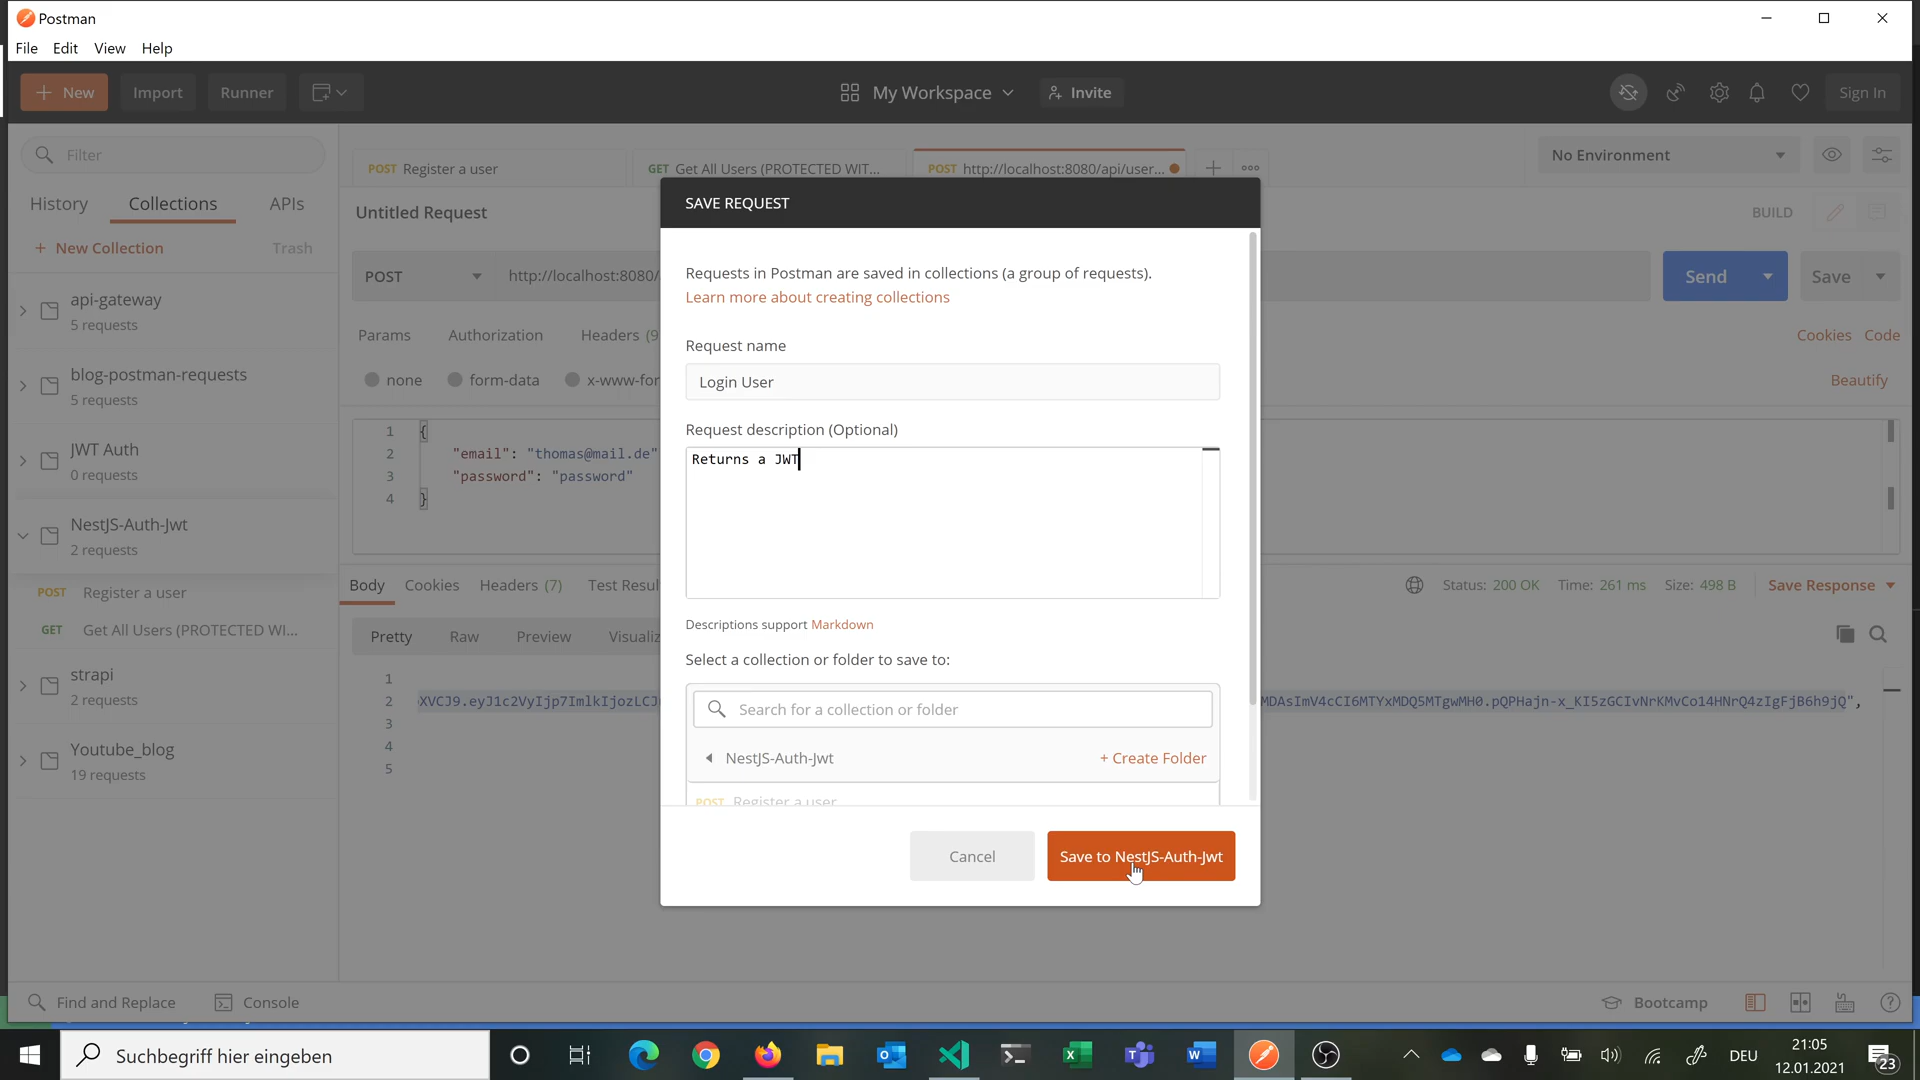 Postman
File Edit View Help
New Import Runner My Workspace Invite Sign In
Filter
POST Register a user GET Get All Users (PROTECTED WIT... POST http://localhost:8080/api/user... No Environment
History Collections APIs
Untitled Request BUILD
+ New Collection Trash
SAVE REQUEST
POST http://localhost:8080/ Send Save
Requests in Postman are saved in collections (a group of requests).
Learn more about creating collections
Params Authorization Headers (9 Cookies Code
none form-data x-www-for Beautify
Request name
Login User
Request description (Optional)
Returns a JWT
1 {
2 "email": "thomas@mail.de"
3 "password": "password"
4 }
api-gateway
5 requests
blog-postman-requests
5 requests
JWT Auth
0 requests
NestJS-Auth-Jwt
2 requests
POST Register a user
GET Get All Users (PROTECTED WI...
strapi
2 requests
Youtube_blog
19 requests
Body Cookies Headers (7) Test Resul Status: 200 OK Time: 261 ms Size: 498 B Save Response
Pretty Raw Preview Visualiz
1
2 XVCJ9.eyJ1c2VyIjp7ImlkIjozLCJ MDAsImV4cCI6MTYxMDQ5MTgwMH0.pQPHajn-x_KI5zGCIvNrKMvCo14HNrQ4zIgFjB6h9jQ",
3
4
5
Descriptions support Markdown
Select a collection or folder to save to:
Search for a collection or folder
NestJS-Auth-Jwt + Create Folder
POST Register a user
Cancel Save to NestJS-Auth-Jwt
Find and Replace Console Bootcamp
Suchbegriff hier eingeben DEU 21:05
12.01.2021 23